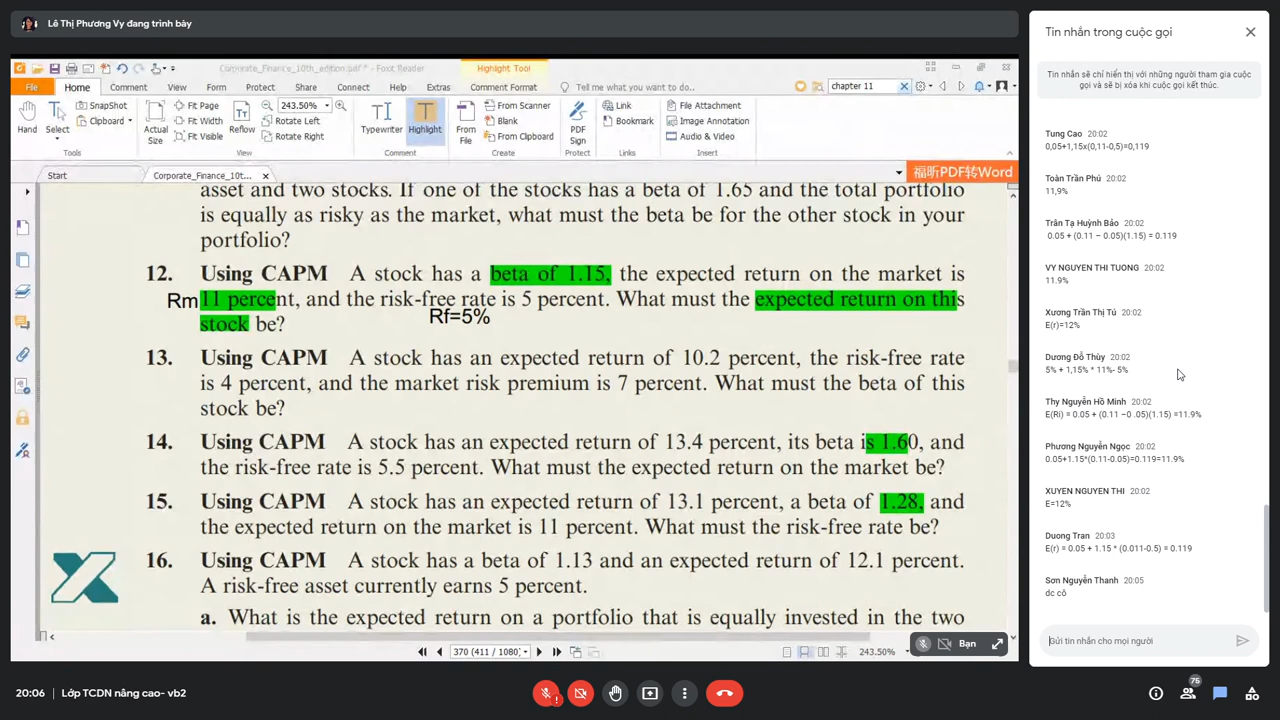 Lê Thị Phương Vy đang trình bày
Corporate_Finance_10th_edition.pdf * - Foxit Reader
Highlight Tool
File
Home
Comment
View
Form
Protect
Share
Connect
Help
Extras
Comment Format
Tell me what you want to do..
chapter 11
Hand
Select
SnapShot
Clipboard
Tools
Actual Size
Fit Page
Fit Width
Fit Visible
Reflow
243.50%
Rotate Left
Rotate Right
View
Typewriter
Highlight
Comment
From File
From Scanner
Blank
From Clipboard
Create
PDF Sign
Protect
Link
Bookmark
Links
File Attachment
Image Annotation
Audio & Video
Insert
Start
Corporate_Finance_10t...
福昕PDF转Word
asset and two stocks. If one of the stocks has a beta of 1.65 and the total portfolio
is equally as risky as the market, what must the beta be for the other stock in your
portfolio?
12. Using CAPM A stock has a beta of 1.15, the expected return on the market is
Rm 11 percent, and the risk-free rate is 5 percent. What must the expected return on this
Rf=5%
stock be?
13. Using CAPM A stock has an expected return of 10.2 percent, the risk-free rate
is 4 percent, and the market risk premium is 7 percent. What must the beta of this
stock be?
14. Using CAPM A stock has an expected return of 13.4 percent, its beta is 1.60, and
the risk-free rate is 5.5 percent. What must the expected return on the market be?
15. Using CAPM A stock has an expected return of 13.1 percent, a beta of 1.28, and
the expected return on the market is 11 percent. What must the risk-free rate be?
X
16. Using CAPM A stock has a beta of 1.13 and an expected return of 12.1 percent.
A risk-free asset currently earns 5 percent.
a. What is the expected return on a portfolio that is equally invested in the two
370 (411 / 1080)
243.50%
Bạn
Tin nhắn trong cuộc gọi
Tin nhắn sẽ chỉ hiển thị với những người tham gia cuộc
gọi và sẽ bị xóa khi cuộc gọi kết thúc.
Tung Cao 20:02
0,05+1,15x(0,11-0,5)=0,119
Toàn Trần Phú 20:02
11,9%
Trân Tạ Huỳnh Bảo 20:02
0.05 + (0.11 – 0.05)(1.15) = 0.119
VY NGUYEN THI TUONG 20:02
11.9%
Xương Trần Thị Tú 20:02
E(r)=12%
Dương Đỗ Thùy 20:02
5% + 1,15% * 11%- 5%
Thy Nguyễn Hồ Minh 20:02
E(Ri) = 0.05 + (0.11 –0 .05)(1.15) =11.9%
Phương Nguyễn Ngọc 20:02
0.05+1.15*(0.11-0.05)=0.119=11.9%
XUYEN NGUYEN THI 20:02
E=12%
Duong Tran 20:03
E(r) = 0.05 + 1.15 * (0.011-0.5) = 0.119
Sơn Nguyễn Thanh 20:05
dc cô
Gửi tin nhắn cho mọi người
20:06 | Lớp TCDN nâng cao- vb2
75